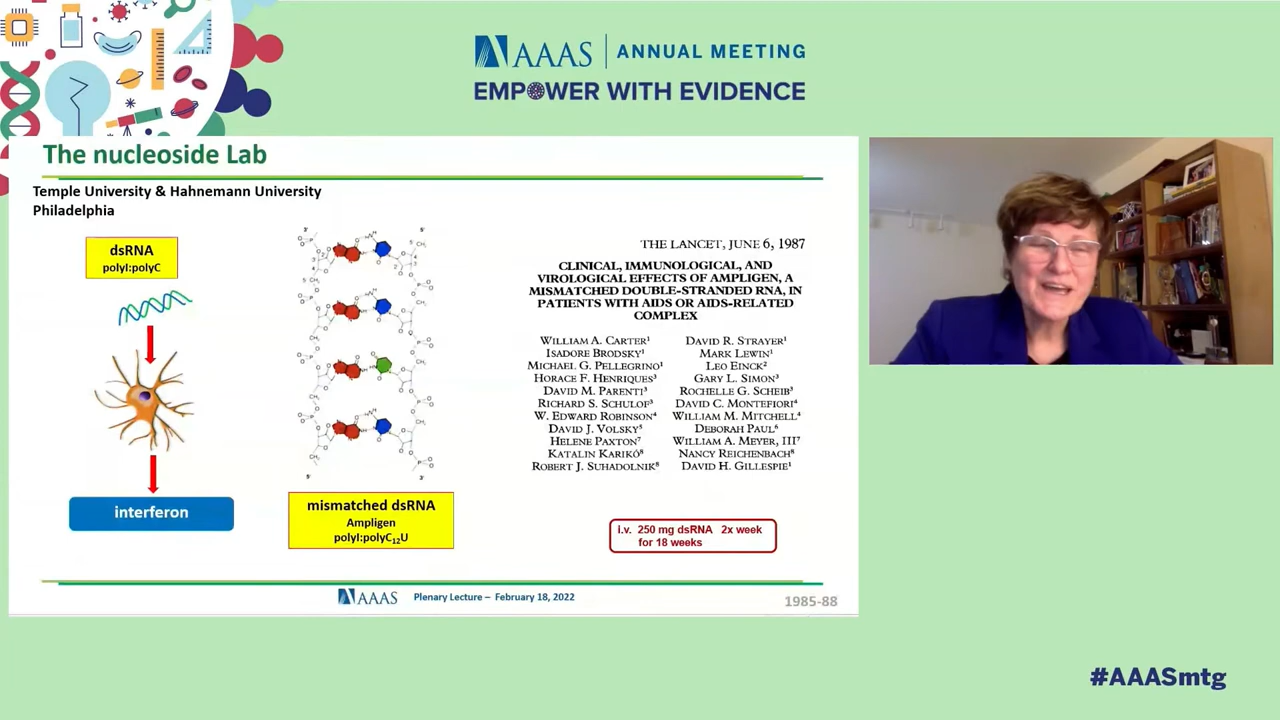 AAAS | ANNUAL MEETING
EMPOWER WITH EVIDENCE
The nucleoside Lab
Temple University & Hahnemann University
Philadelphia
dsRNA
polyI:polyC
interferon
mismatched dsRNA
Ampligen
polyI:polyC12U
THE LANCET, JUNE 6, 1987
CLINICAL, IMMUNOLOGICAL, AND
VIROLOGICAL EFFECTS OF AMPLIGEN, A
MISMATCHED DOUBLE-STRANDED RNA, IN
PATIENTS WITH AIDS OR AIDS-RELATED
COMPLEX
WILLIAM A. CARTER¹ DAVID R. STRAYER¹
ISADORE BRODSKY¹ MARK LEWIN¹
MICHAEL G. PELLEGRINO¹ LEO EINCK²
HORACE F. HENRIQUES³ GARY L. SIMON³
DAVID M. PARENTI³ ROCHELLE G. SCHEIB³
RICHARD S. SCHULOF³ DAVID C. MONTEFIORI⁴
W. EDWARD ROBINSON⁴ WILLIAM M. MITCHELL⁴
DAVID J. VOLSKY⁵ DEBORAH PAUL⁶
HELENE PAXTON⁷ WILLIAM A. MEYER, III⁷
KATALIN KARIKÓ⁸ NANCY REICHENBACH⁸
ROBERT J. SUHADOLNIK⁸ DAVID H. GILLESPIE¹
i.v. 250 mg dsRNA 2x week
for 18 weeks
AAAS Plenary Lecture – February 18, 2022
1985-88
#AAASmtg